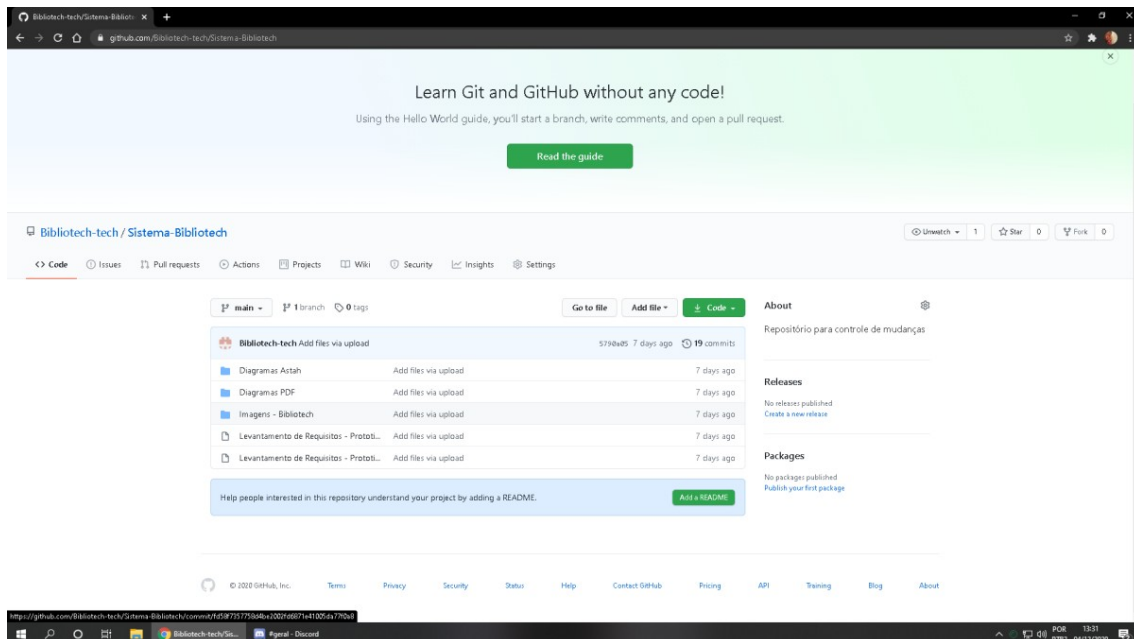 Bibliotech-tech/Sistema-Bibliote
github.com/Bibliotech-tech/Sistema-Bibliotech
Learn Git and GitHub without any code!
Using the Hello World guide, you'll start a branch, write comments, and open a pull request.
Read the guide
Bibliotech-tech / Sistema-Bibliotech
Unwatch 1 Star 0 Fork 0
Code Issues Pull requests Actions Projects Wiki Security Insights Settings
main 1 branch 0 tags Go to file Add file Code
About
Repositório para controle de mudanças
Bibliotech-tech Add files via upload 7 days ago 19 commits
Diagramas Astah Add files via upload 7 days ago
Diagramas PDF Add files via upload 7 days ago
Imagens - Bibliotech Add files via upload 7 days ago
Levantamento de Requisitos - Prototi... Add files via upload 7 days ago
Levantamento de Requisitos - Prototi... Add files via upload 7 days ago
Releases
No releases published
Create a new release
Packages
No packages published
Publish your first package
Help people interested in this repository understand your project by adding a README. Add a README
© 2020 GitHub, Inc. Terms Privacy Security Status Help Contact GitHub Pricing API Training Blog About
Bibliotech-tech/Sis... #geral - Discord
POR 13:31
PTB2 04/12/2020